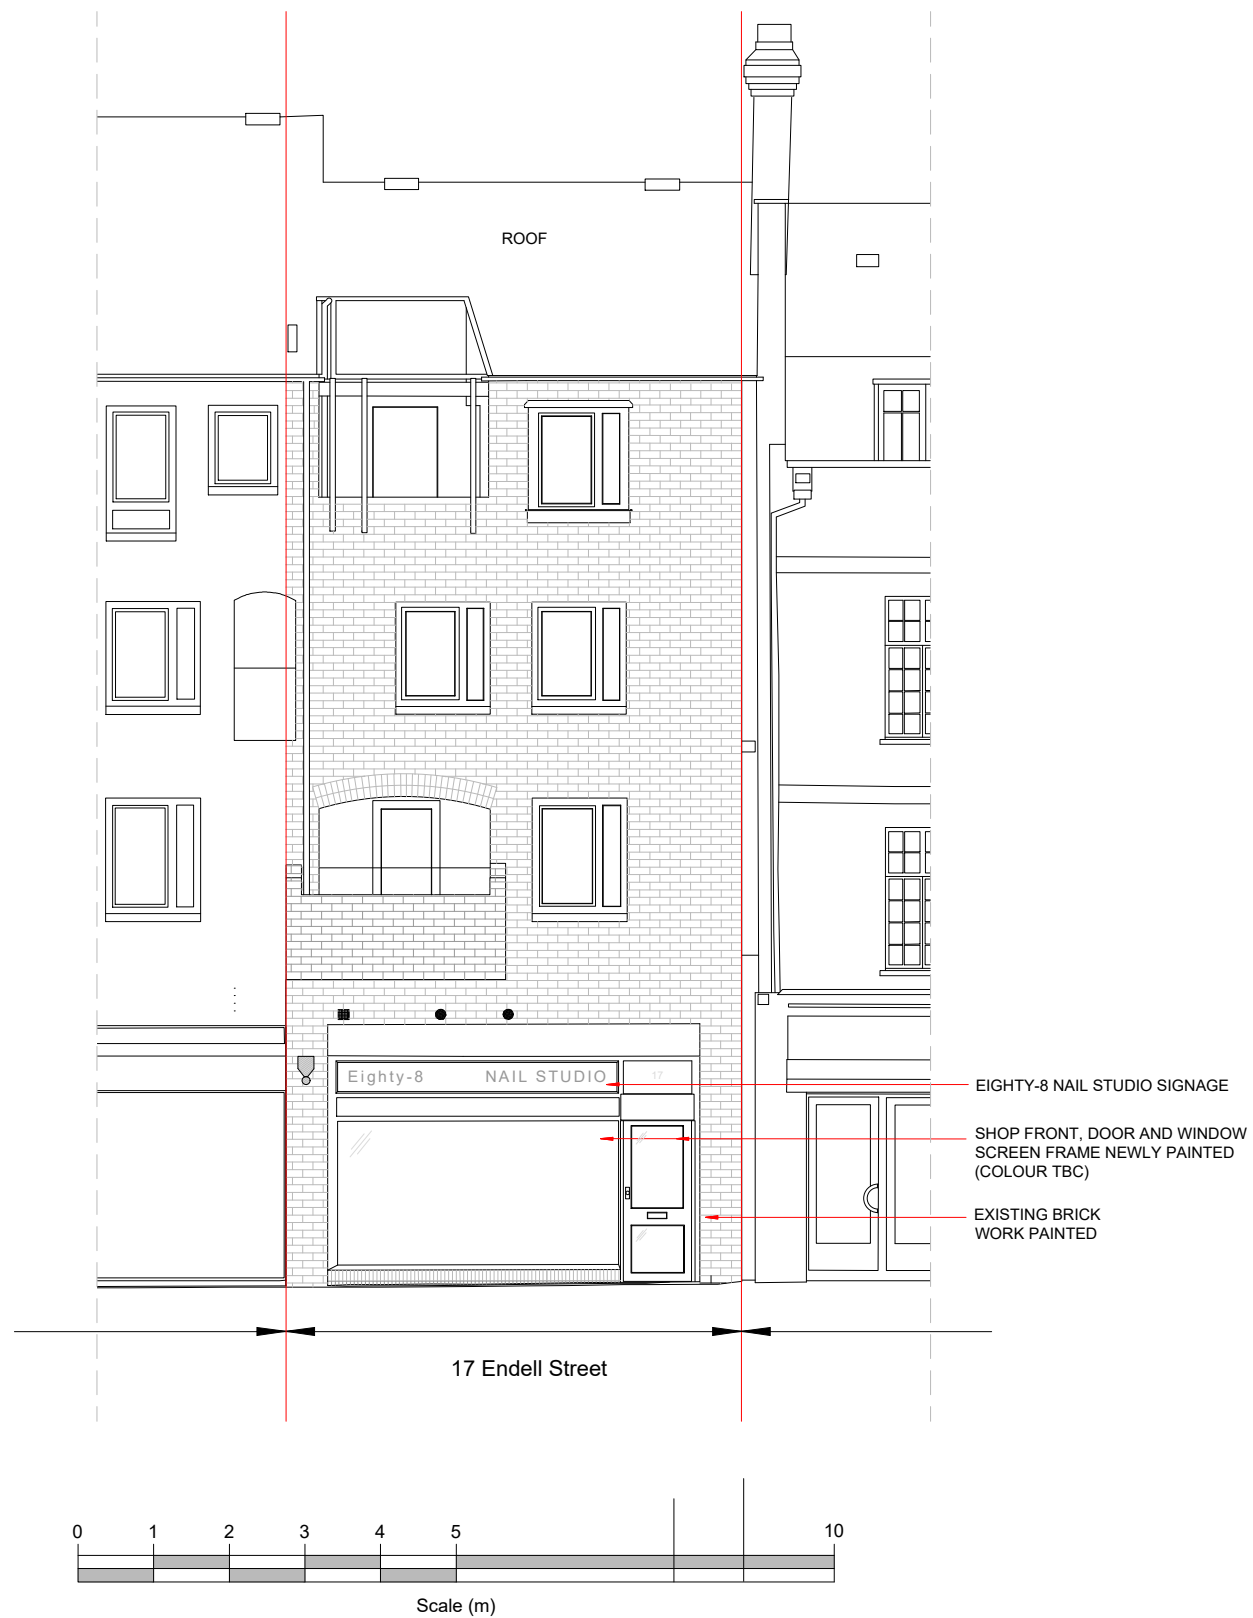 ROOF
Eighty-8 NAIL STUDIO 17
EIGHTY-8 NAIL STUDIO SIGNAGE
SHOP FRONT, DOOR AND WINDOW
SCREEN FRAME NEWLY PAINTED
(COLOUR TBC)
EXISTING BRICK
WORK PAINTED
17 Endell Street
0 1 2 3 4 5 10
Scale (m)